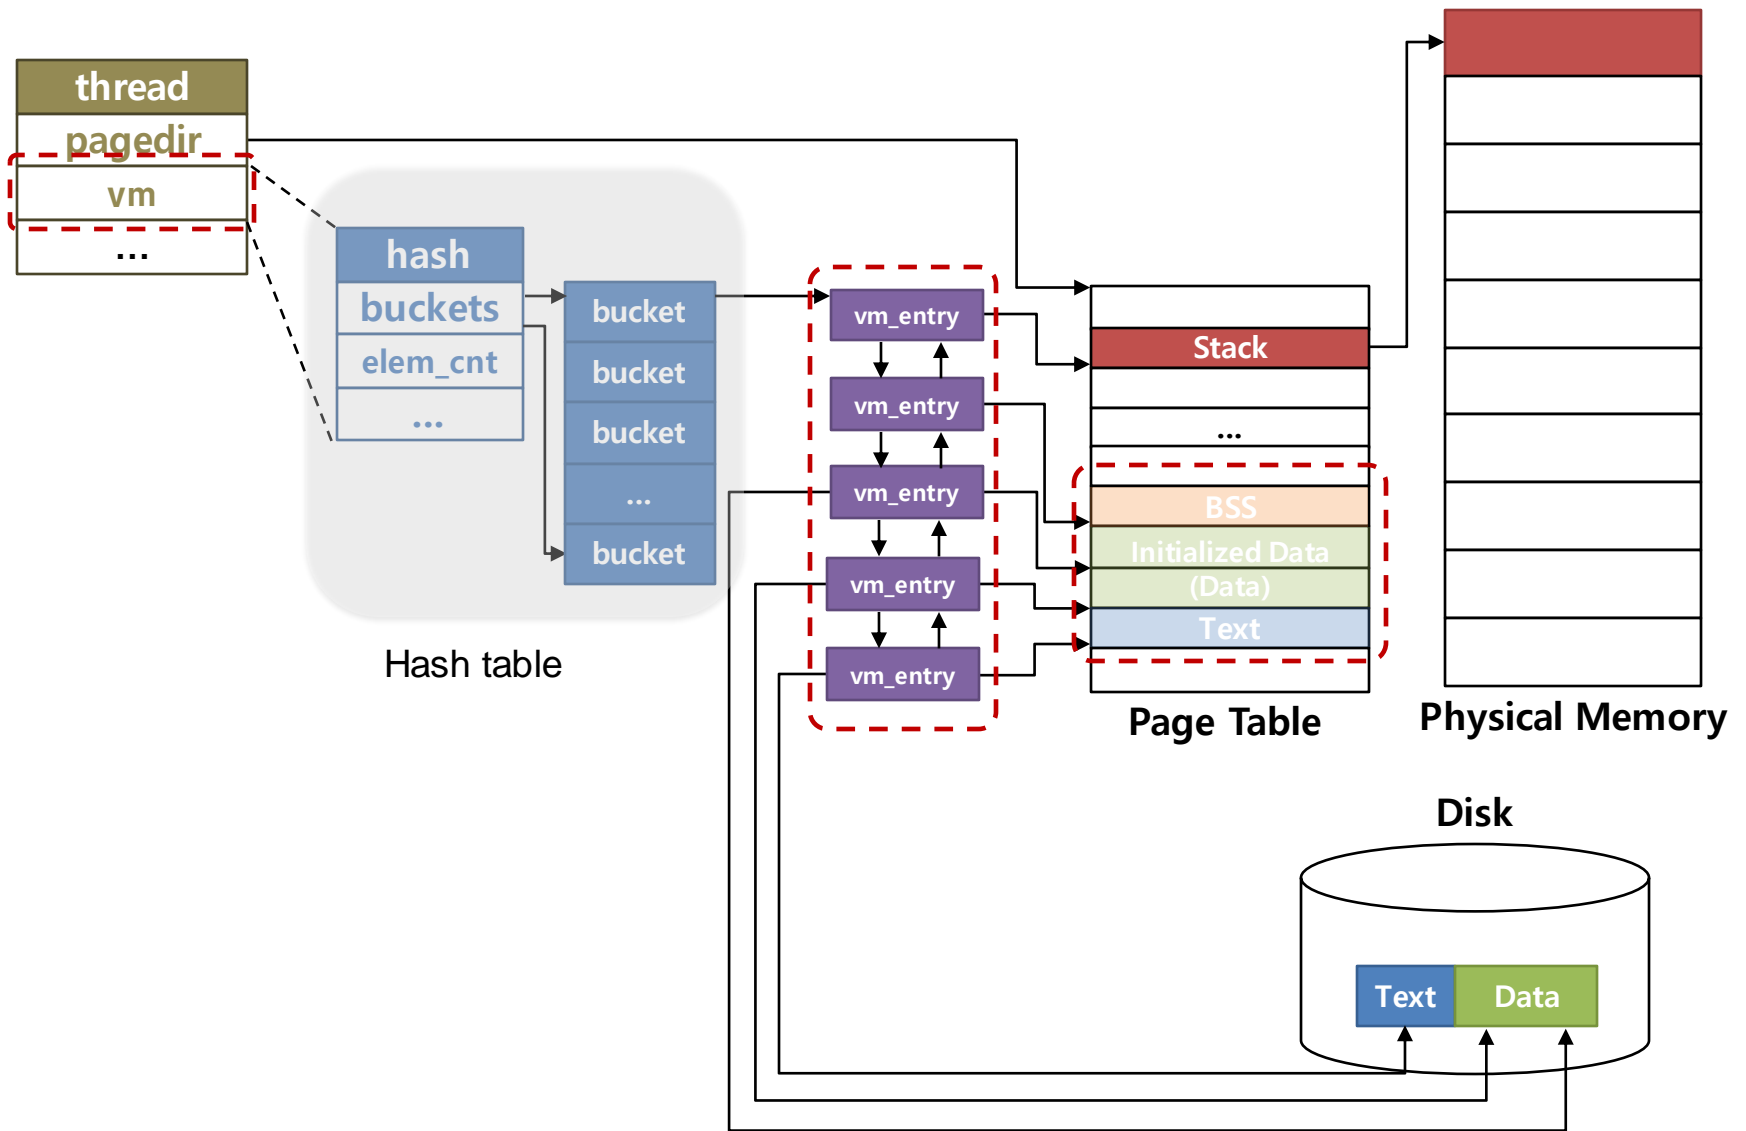 thread
pagedir
vm
...
hash
buckets
elem_cnt
...
bucket
bucket
bucket
...
bucket
Hash table
vm_entry
vm_entry
vm_entry
vm_entry
vm_entry
Stack
...
BSS
Initialized Data
(Data)
Text
Page Table
Physical Memory
Disk
Text
Data